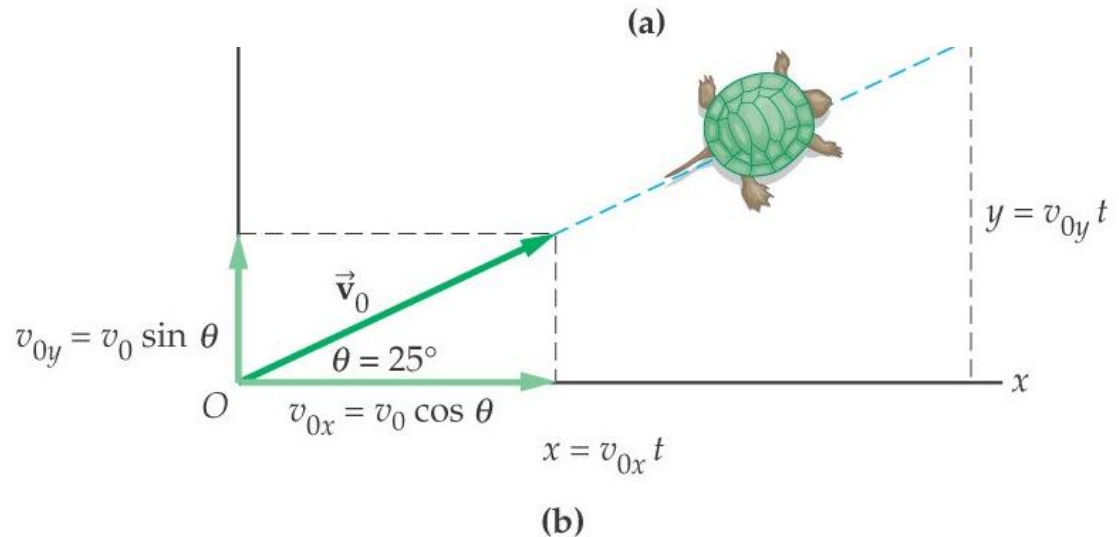 (a)
y = v₀y t
v⃗₀
v₀y = v₀ sin θ
θ = 25°
O
v₀x = v₀ cos θ
x
x = v₀x t
(b)